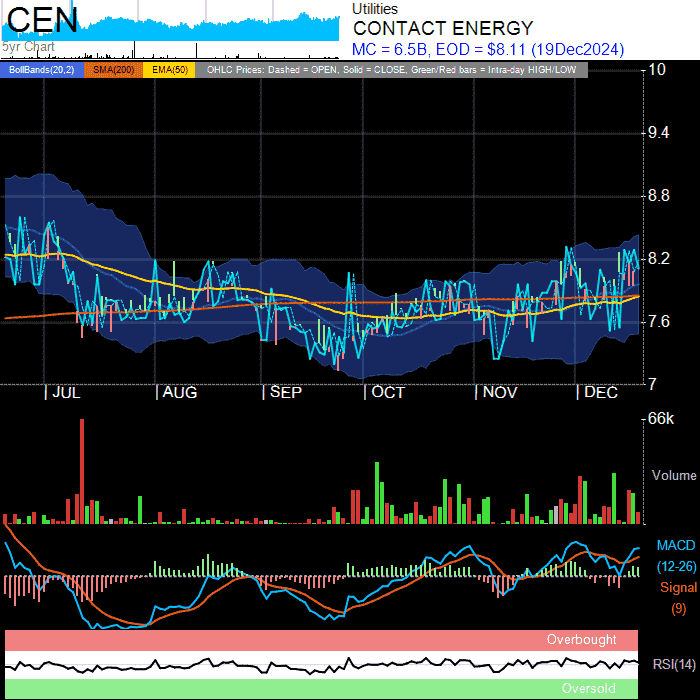 CEN
5yr Chart
Utilities
CONTACT ENERGY
MC = 6.5B, EOD = $8.11 (19Dec2024)
BollBands(20,2) SMA(200) EMA(50) OHLC Prices: Dashed = OPEN, Solid = CLOSE, Green/Red bars = Intra-day HIGH/LOW
10
9.4
8.8
8.2
7.6
7
| JUL | AUG | SEP | OCT | NOV | DEC
66k
Volume
MACD
(12-26)
Signal
(9)
Overbought
RSI(14)
Oversold